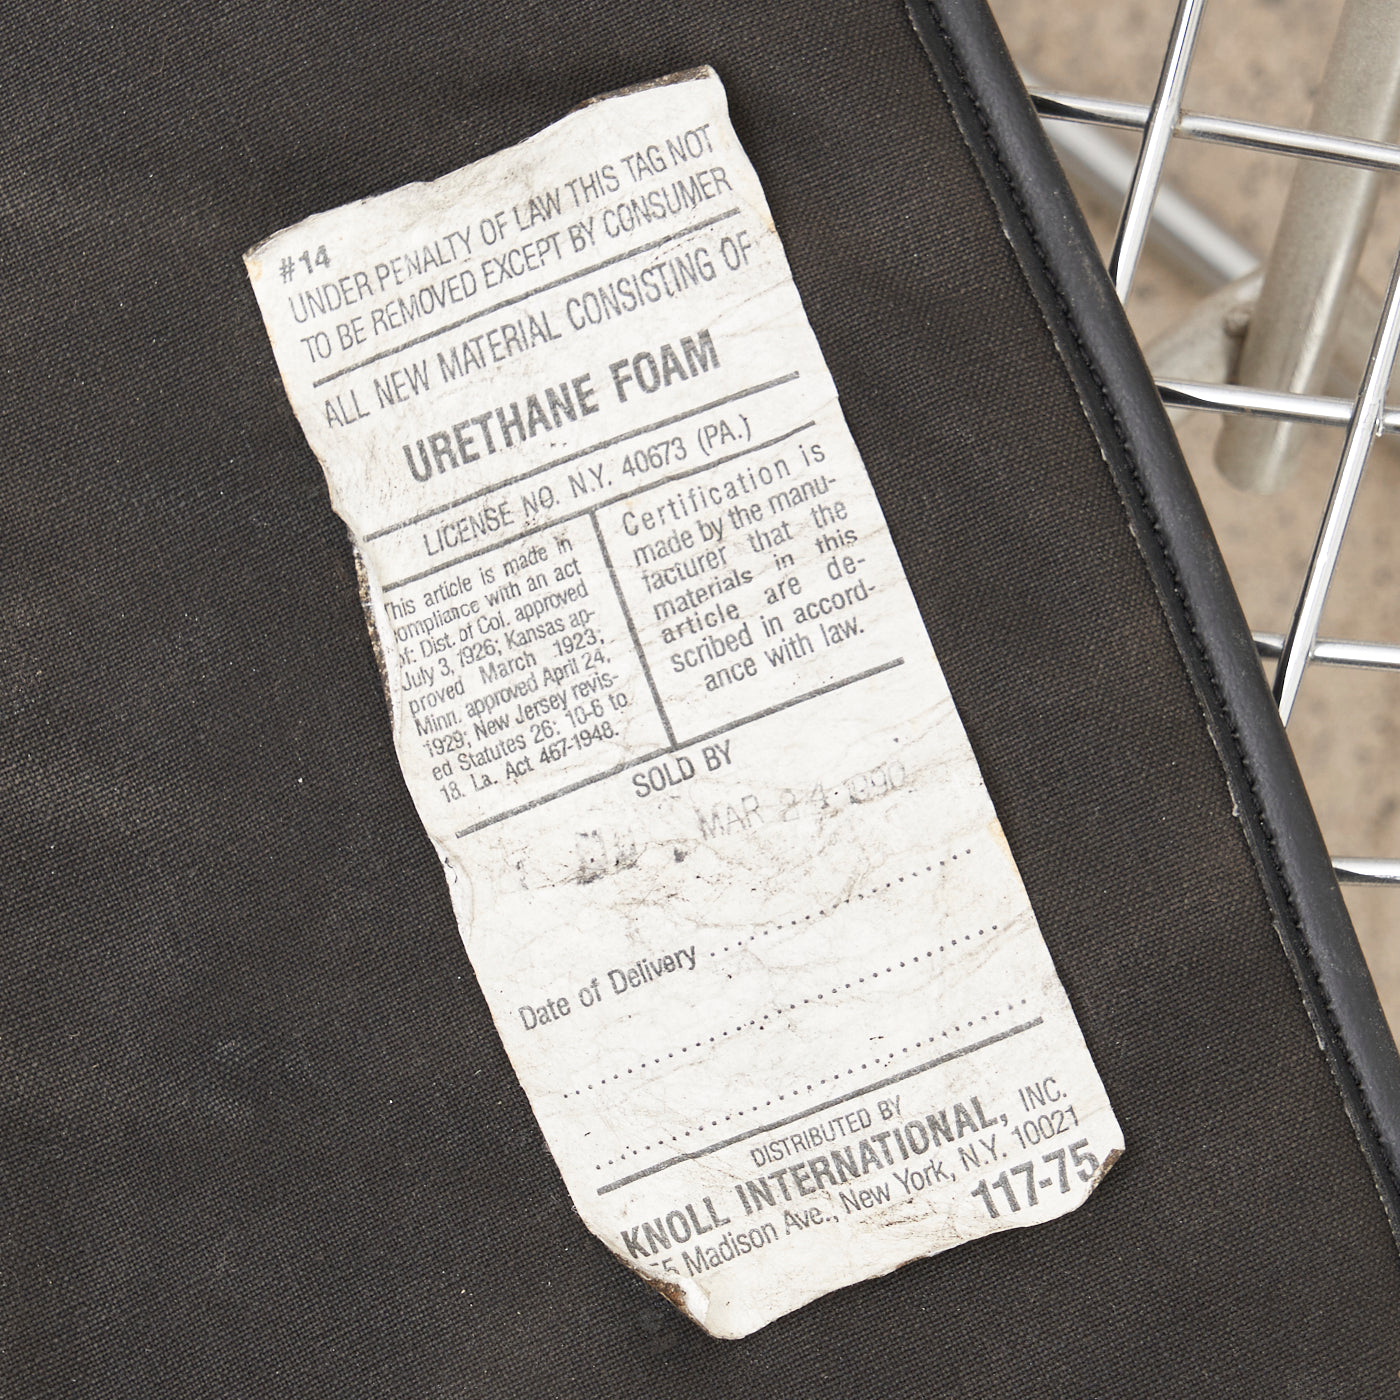 #14
UNDER PENALTY OF LAW THIS TAG NOT
TO BE REMOVED EXCEPT BY CONSUMER
ALL NEW MATERIAL CONSISTING OF
URETHANE FOAM
LICENSE NO. N.Y. 40673 (PA.)
This article is made in
compliance with an act
of: Dist. of Col. approved
July 3, 1926; Kansas ap-
proved March 1923;
Minn. approved April 24,
1929; New Jersey revis-
ed Statutes 26: 10-6 to
18. La. Act 467-1948.
Certification is
made by the manu-
facturer that the
materials in this
article are de-
scribed in accord-
ance with law.
SOLD BY
MAR 24 1990
Date of Delivery
DISTRIBUTED BY
KNOLL INTERNATIONAL, INC.
Madison Ave., New York, N.Y. 10021
117-75